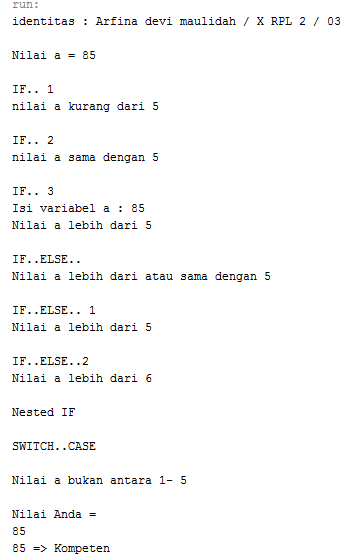 run:
identitas : Arfina devi maulidah / X RPL 2 / 03
Nilai a = 85
IF.. 1
nilai a kurang dari 5
IF.. 2
nilai a sama dengan 5
IF.. 3
Isi variabel a : 85
Nilai a lebih dari 5
IF..ELSE..
Nilai a lebih dari atau sama dengan 5
IF..ELSE.. 1
Nilai a lebih dari 5
IF..ELSE..2
Nilai a lebih dari 6
Nested IF
SWITCH..CASE
Nilai a bukan antara 1- 5
Nilai Anda =
85
85 => Kompeten